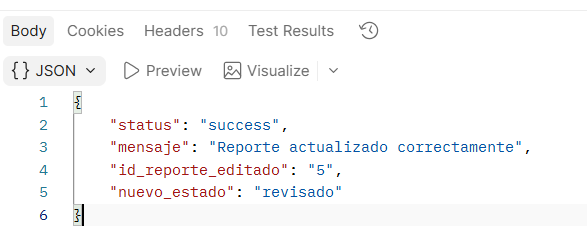 Body Cookies Headers 10 Test Results
{} JSON Preview Visualize
1 {
2 "status": "success",
3 "mensaje": "Reporte actualizado correctamente",
4 "id_reporte_editado": "5",
5 "nuevo_estado": "revisado"
6 }